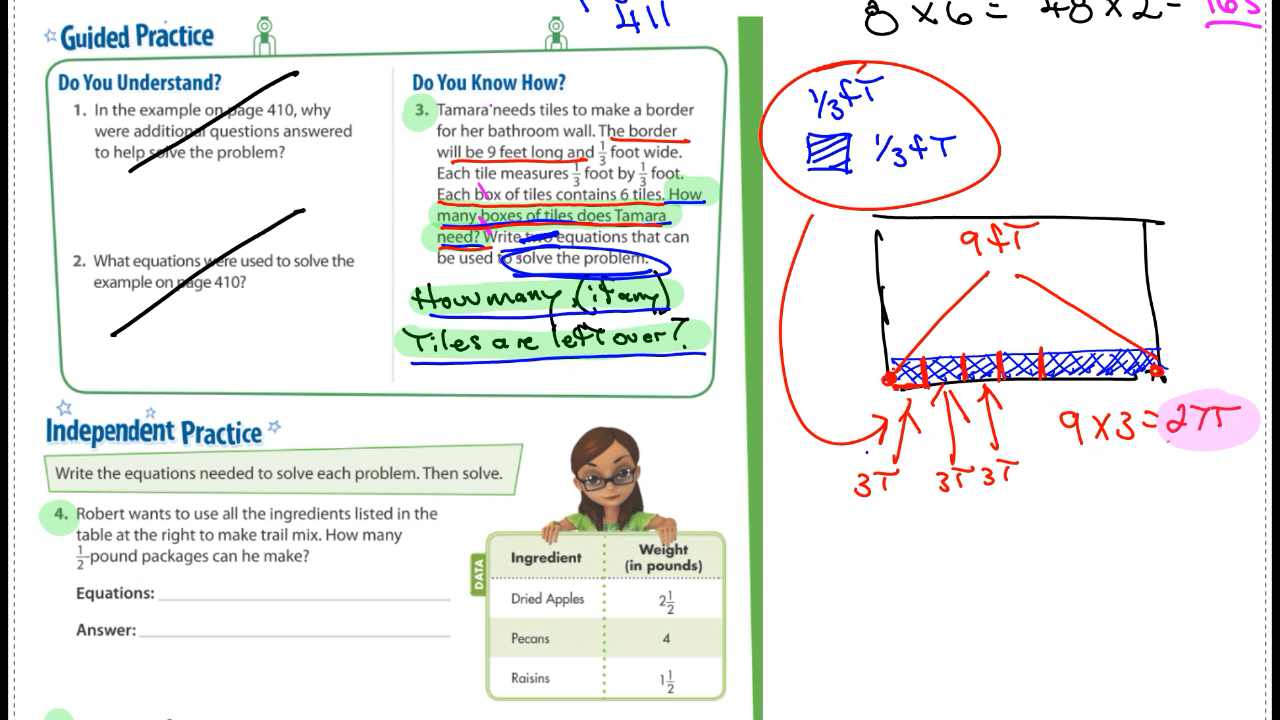 411
8 × 6 = 48 × 2 =
Guided Practice
Do You Understand?
1. In the example on page 410, why
were additional questions answered
to help solve the problem?
2. What equations were used to solve the
example on page 410?
Do You Know How?
3. Tamara needs tiles to make a border
for her bathroom wall. The border
will be 9 feet long and 1/3 foot wide.
Each tile measures 1/3 foot by 1/3 foot.
Each box of tiles contains 6 tiles. How
many boxes of tiles does Tamara
need? Write two equations that can
be used to solve the problem.
How many (if any)
Tiles are left over?
1/3 fT
1/3 fT
9 fT
3T 3T 3T
9 × 3 = 27T
Independent Practice
Write the equations needed to solve each problem. Then solve.
4. Robert wants to use all the ingredients listed in the
table at the right to make trail mix. How many
1/2-pound packages can he make?
Equations:
Answer:
DATA
Ingredient Weight
(in pounds)
Dried Apples 2 1/2
Pecans 4
Raisins 1 1/2